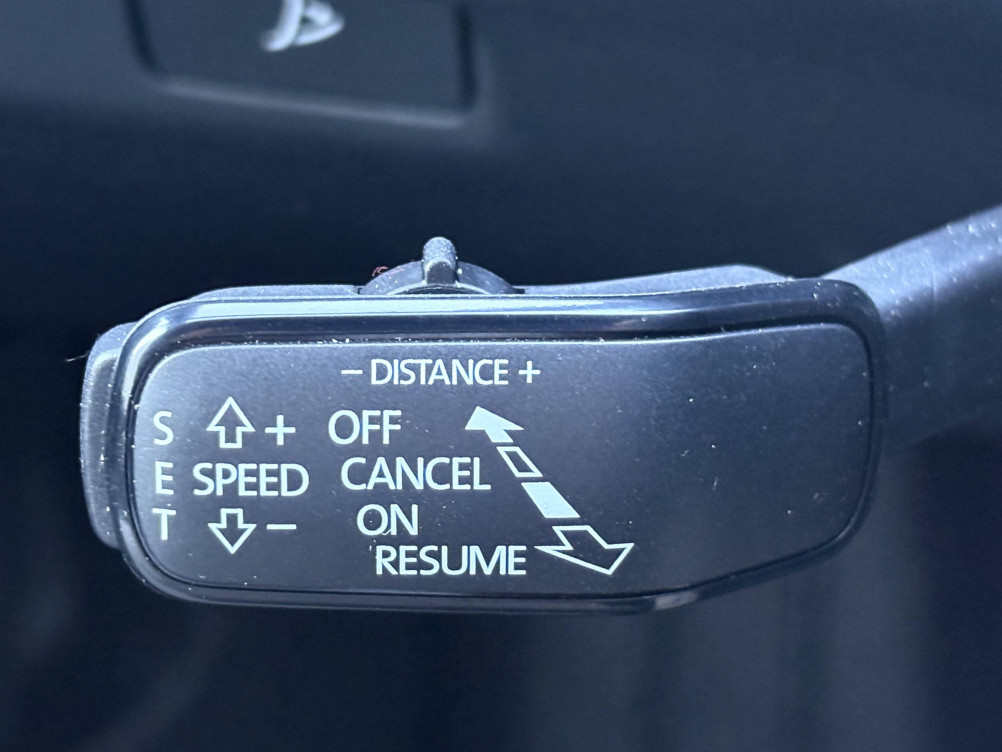 – DISTANCE +
S + OFF
E SPEED CANCEL
T – ON
RESUME